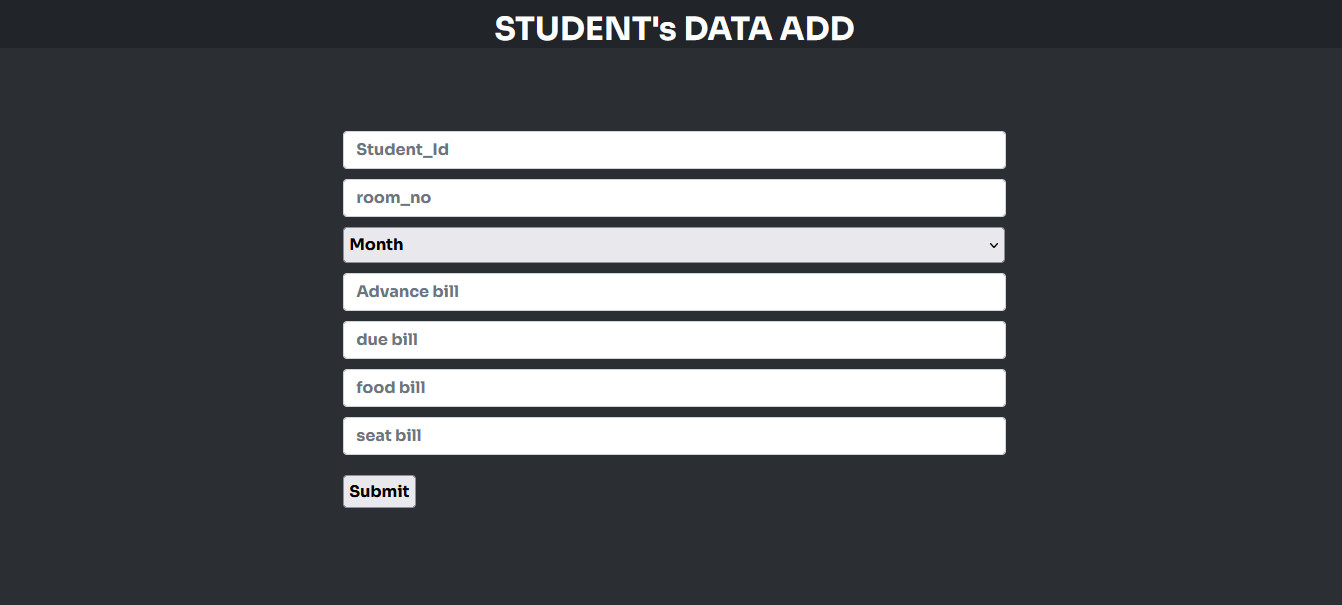 STUDENT's DATA ADD
Student_Id
room_no
Month
Advance bill
due bill
food bill
seat bill
Submit